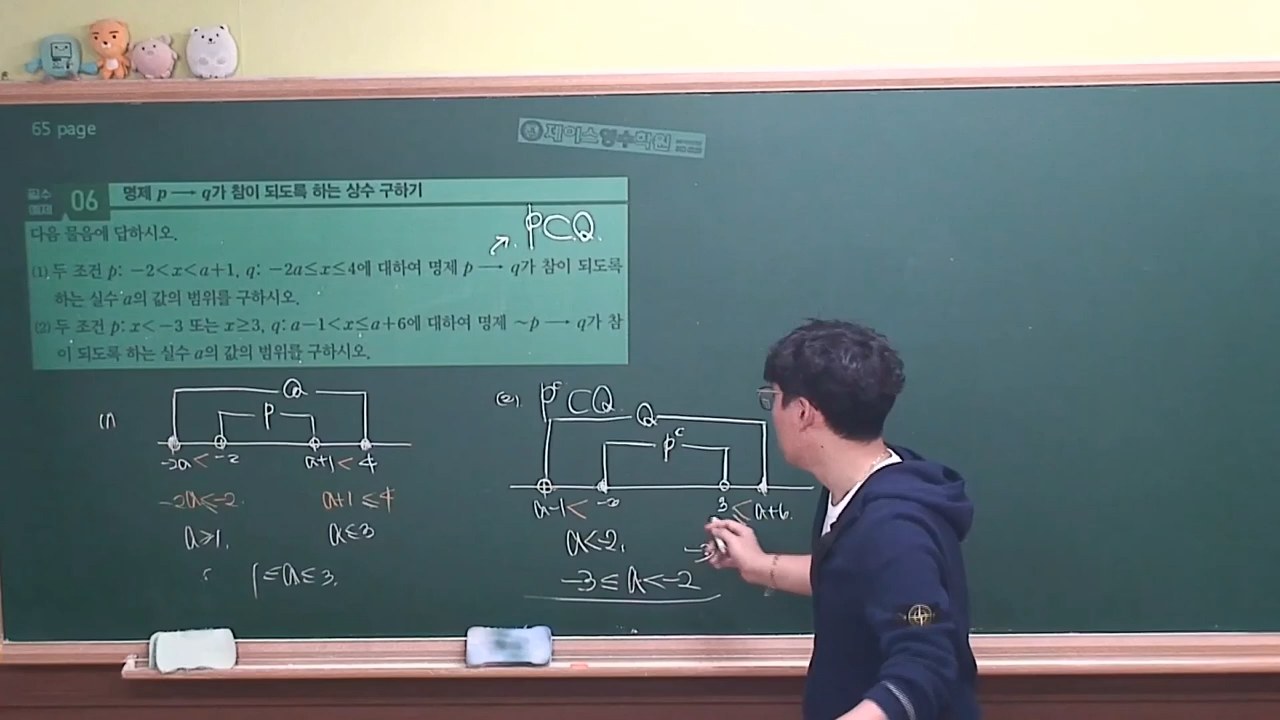 65 page
제이스영수학원
필수 예제 06 명제 p → q가 참이 되도록 하는 상수 구하기
다음 물음에 답하시오.
P⊂Q.
(1) 두 조건 p: -2<x<a+1, q: -2a≤x≤4에 대하여 명제 p → q가 참이 되도록
하는 실수 a의 값의 범위를 구하시오.
(2) 두 조건 p: x<-3 또는 x≥3, q: a-1<x≤a+6에 대하여 명제 ~p → q가 참
이 되도록 하는 실수 a의 값의 범위를 구하시오.
(1)
Q
P
-2a < -2 a+1 < 4
-2a≤-2. a+1≤4
a≥1. a≤3
1≤a≤3.
(2). Pᶜ⊂Q.
Q
Pᶜ
a-1< -3 3 ≤ a+6.
a<-2. -3
-3≤a<-2